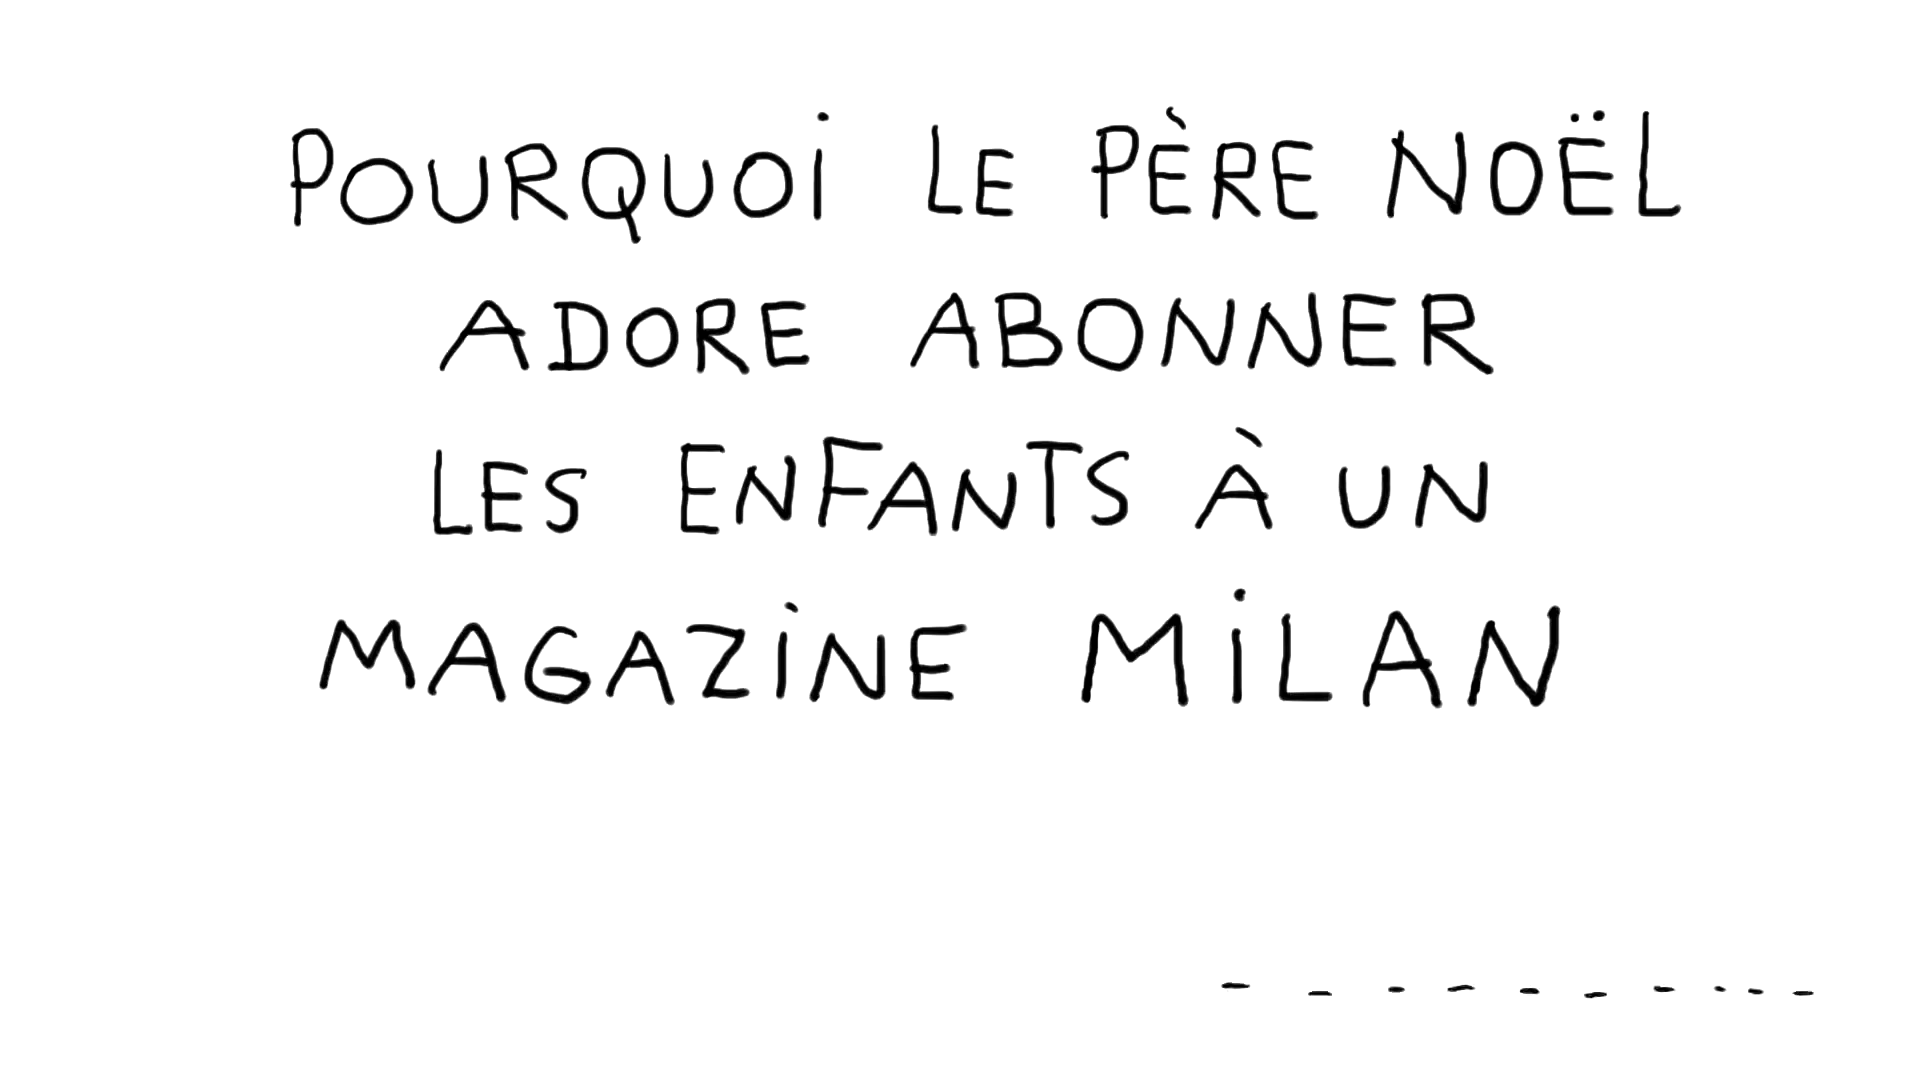 POURQUOI LE PÈRE NOËL
ADORE ABONNER
LES ENFANTS À UN
MAGAZINE MILAN